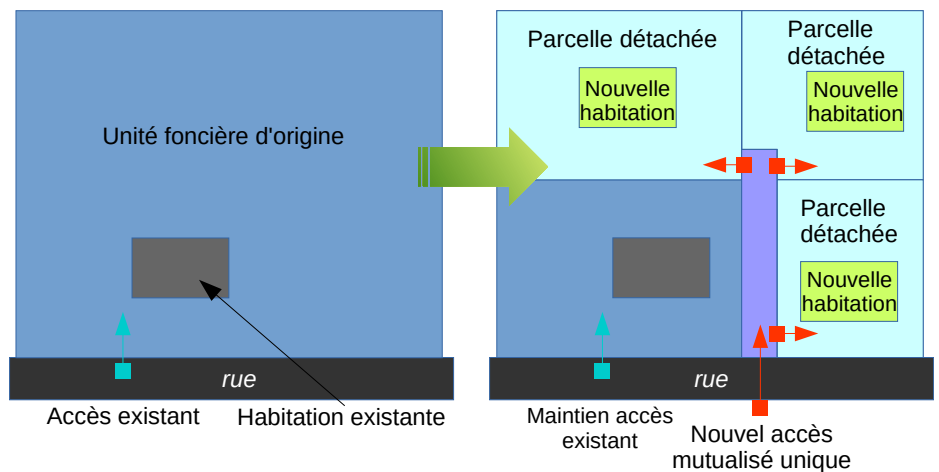 Unité foncière d'origine
rue
Accès existant
Habitation existante
Parcelle détachée
Nouvelle
habitation
Parcelle
détachée
Nouvelle
habitation
Parcelle
détachée
Nouvelle
habitation
rue
Maintien accès
existant
Nouvel accès
mutualisé unique